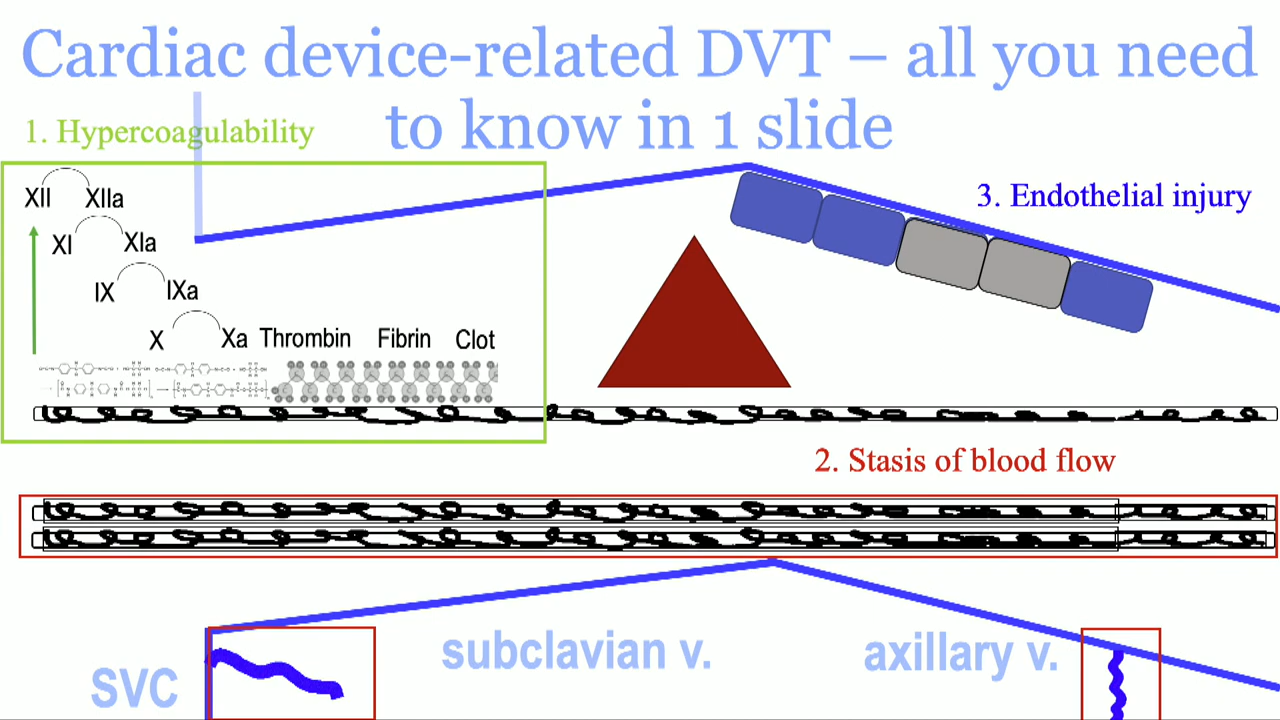 Cardiac device-related DVT – all you need
to know in 1 slide
1. Hypercoagulability
3. Endothelial injury
XII XIIa
XI XIa
IX IXa
X Xa Thrombin Fibrin Clot
2. Stasis of blood flow
subclavian v. axillary v.
SVC